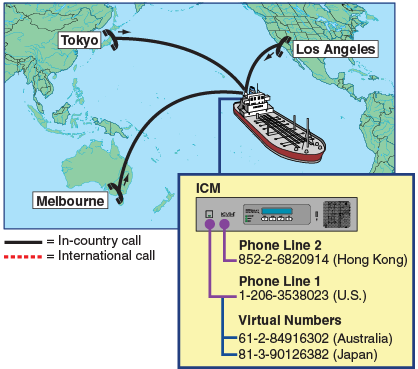 Tokyo
Los Angeles
Melbourne
= In-country call
= International call
ICM
Phone Line 2
852-2-6820914 (Hong Kong)
Phone Line 1
1-206-3538023 (U.S.)
Virtual Numbers
61-2-84916302 (Australia)
81-3-90126382 (Japan)